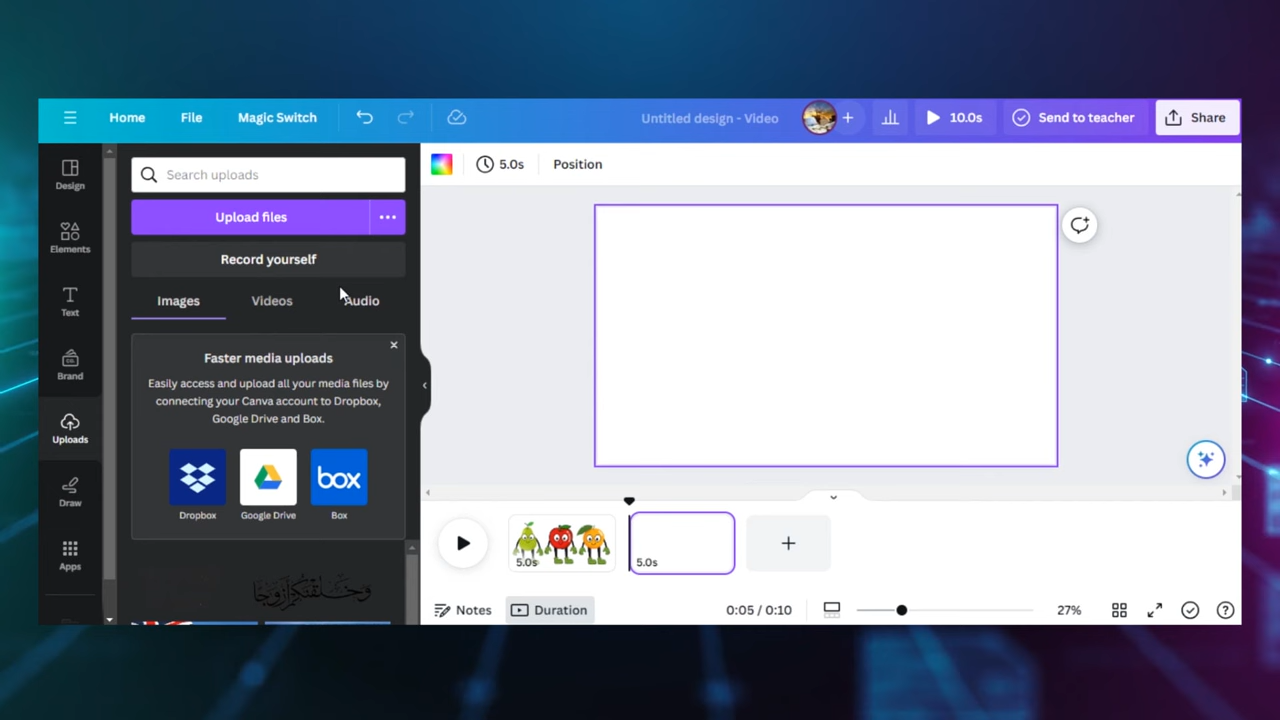 Home File Magic Switch Untitled design - Video + 10.0s Send to teacher Share
Design
Elements
Text
Brand
Uploads
Draw
Apps
Search uploads
Upload files
Record yourself
Images Videos Audio
Faster media uploads
Easily access and upload all your media files by
connecting your Canva account to Dropbox,
Google Drive and Box.
box
Dropbox Google Drive Box
5.0s Position
5.0s 5.0s
Notes Duration 0:05 / 0:10 27%